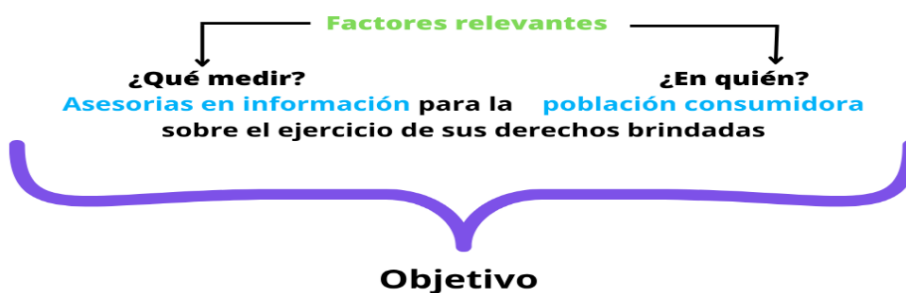 Factores relevantes
¿Qué medir? ¿En quién?
Asesorias en información para la población consumidora
sobre el ejercicio de sus derechos brindadas
Objetivo